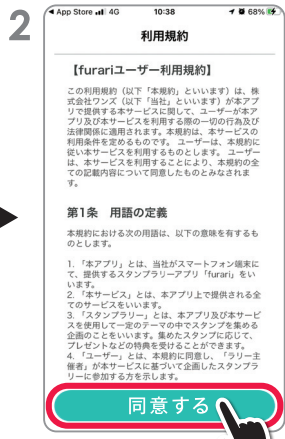 2
App Store 4G 10:38 68%
利用規約
【furariユーザー利用規約】
この利用規約（以下「本規約」といいます）は、株
式会社ワンズ（以下「当社」といいます）が本アプ
リで提供する本サービスに関して、ユーザーが本ア
プリ及び本サービスを利用する際の一切の行為及び
法律関係に適用されます。本規約は、本サービスの
利用条件を定めるものです。 ユーザーは、本規約に
従い本サービスを利用するものとします。 ユーザー
は、本サービスを利用することにより、本規約の全
ての記載内容について同意したものとみなされま
す。
第1条　用語の定義
本規約における次の用語は、以下の意味を有するも
のとします。
1. 「本アプリ」とは、当社がスマートフォン端末に
て、提供するスタンプラリーアプリ「furari」をい
います。
2. 「本サービス」とは、本アプリ上で提供される全
てのサービスをいいます。
3. 「スタンプラリー」とは、本アプリ及び本サービ
スを使用して一定のテーマの中でスタンプを集める
企画のことをいいます。集めたスタンプに応じて、
プレゼントなどの特典を受けることができます。
4. 「ユーザー」とは、本規約に同意し、「ラリー主
催者」が本サービスに基づいて企画したスタンプラ
リーに参加する方を示します。
同意する